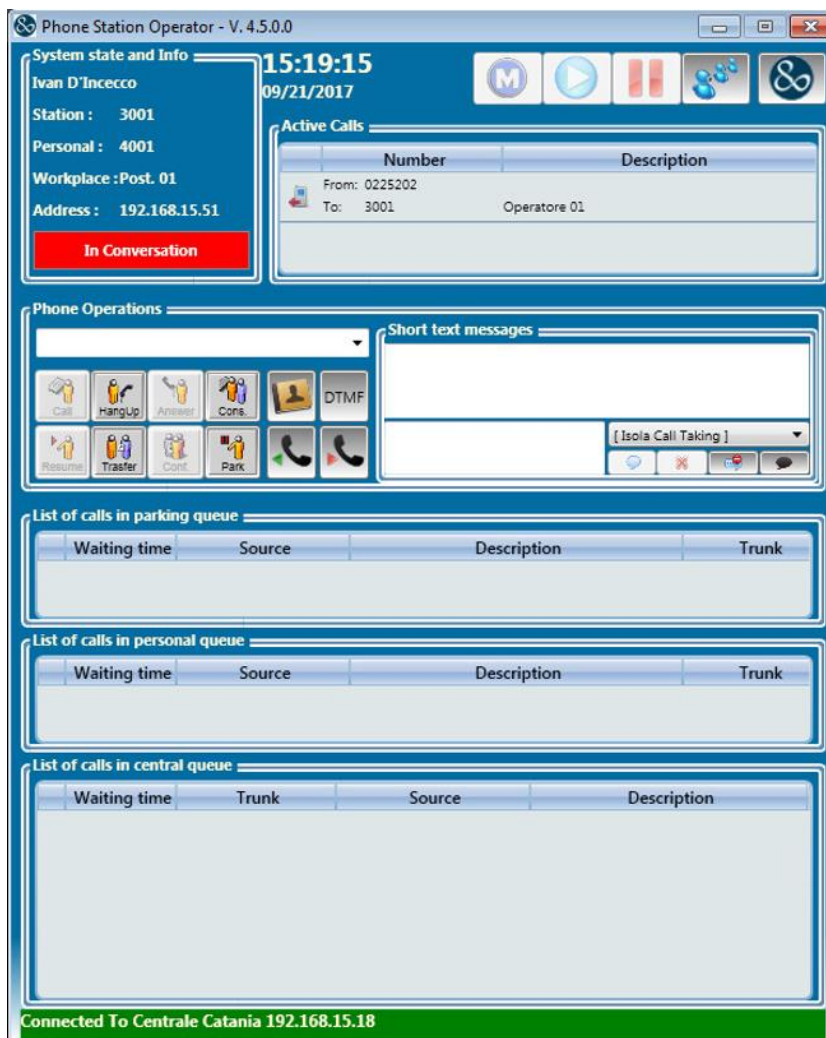 Phone Station Operator - V. 4.5.0.0
System state and Info
Ivan D'Incecco
Station : 3001
Personal : 4001
Workplace :Post. 01
Address : 192.168.15.51
In Conversation
15:19:15
09/21/2017
M
Active Calls
Number Description
From: 0225202
To: 3001 Operatore 01
Phone Operations
Call HangUp Answer Cons. DTMF
Resume Trasfer Conf. Park
Short text messages
[ Isola Call Taking ]
List of calls in parking queue
Waiting time Source Description Trunk
List of calls in personal queue
Waiting time Source Description Trunk
List of calls in central queue
Waiting time Trunk Source Description
Connected To Centrale Catania 192.168.15.18